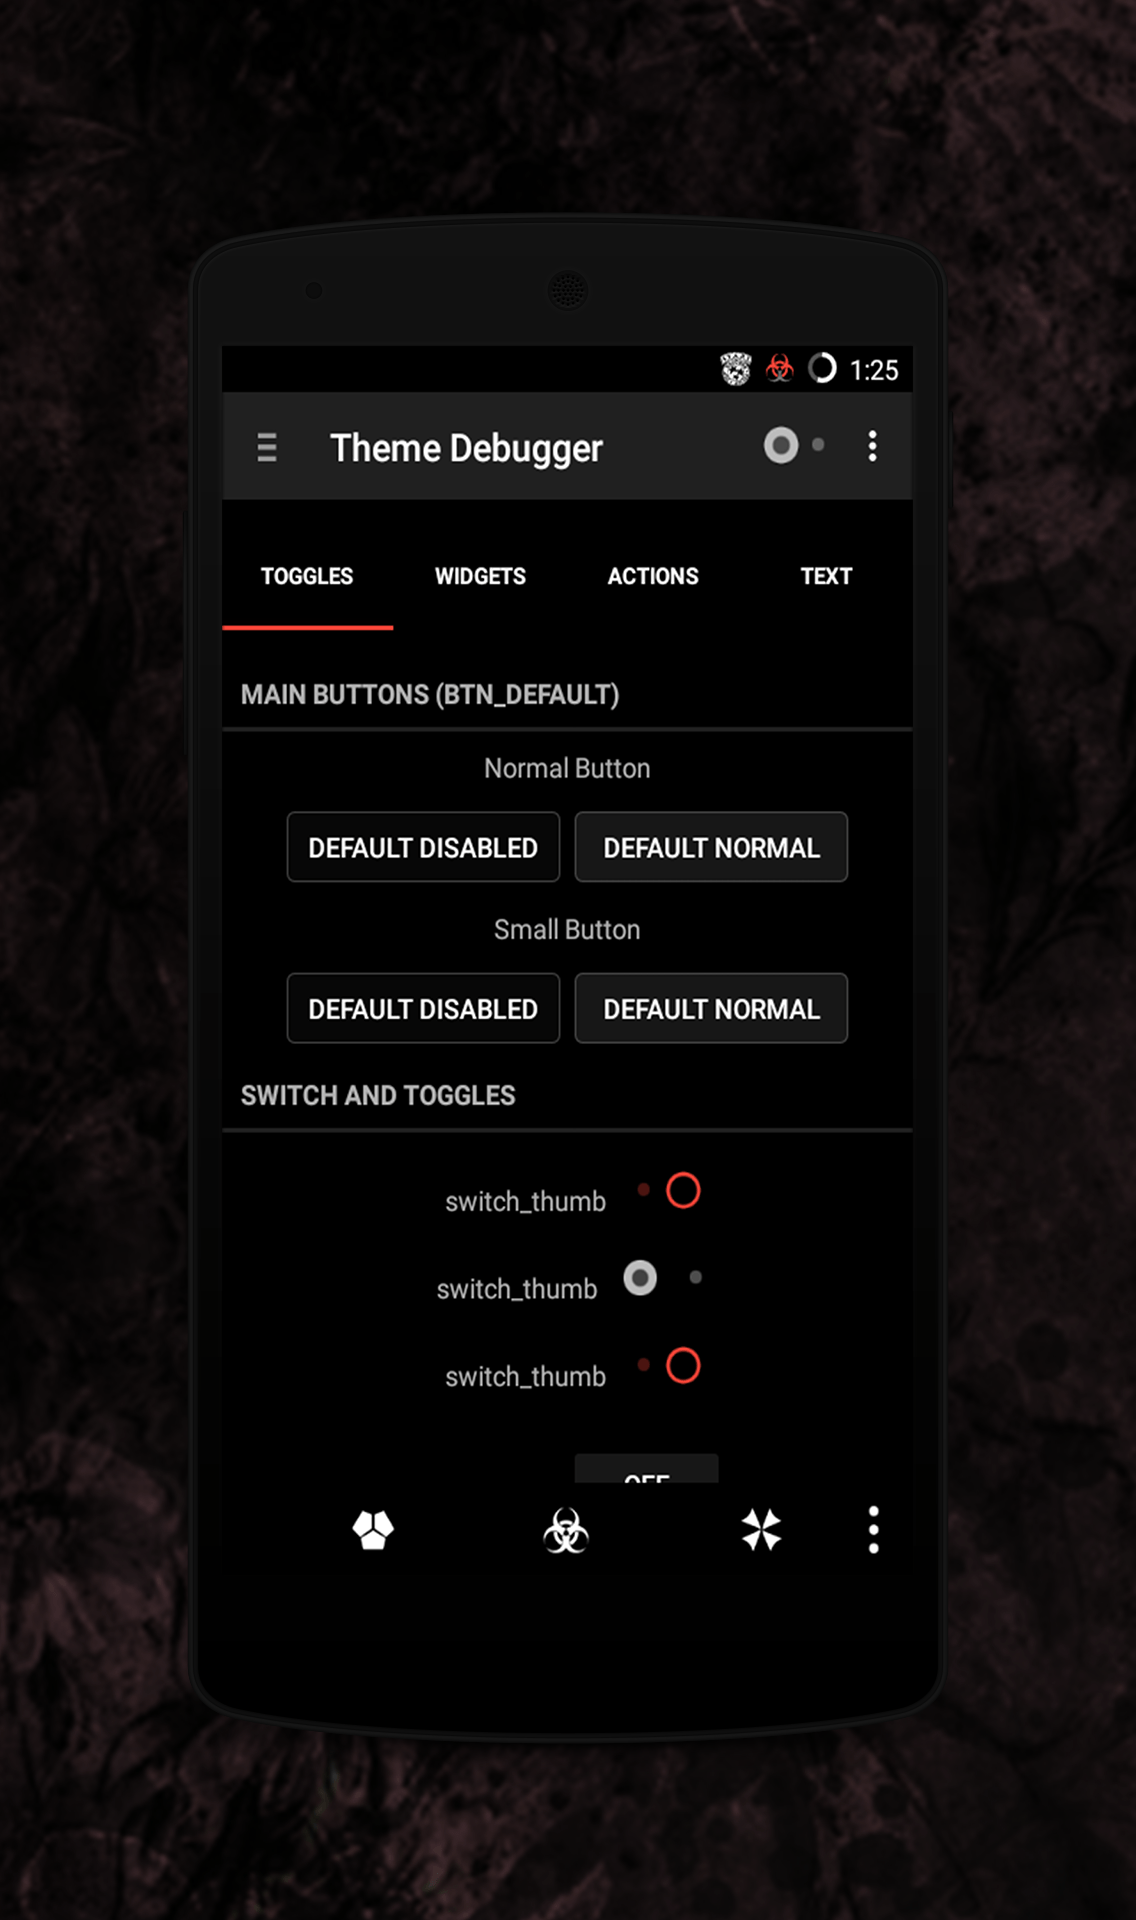 1:25
Theme Debugger
TOGGLES WIDGETS ACTIONS TEXT
MAIN BUTTONS (BTN_DEFAULT)
Normal Button
DEFAULT DISABLED DEFAULT NORMAL
Small Button
DEFAULT DISABLED DEFAULT NORMAL
SWITCH AND TOGGLES
switch_thumb
switch_thumb
switch_thumb
OFF